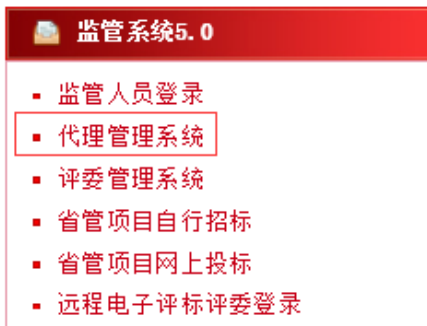 监管系统5.0
监管人员登录
代理管理系统
评委管理系统
省管项目自行招标
省管项目网上投标
远程电子评标评委登录